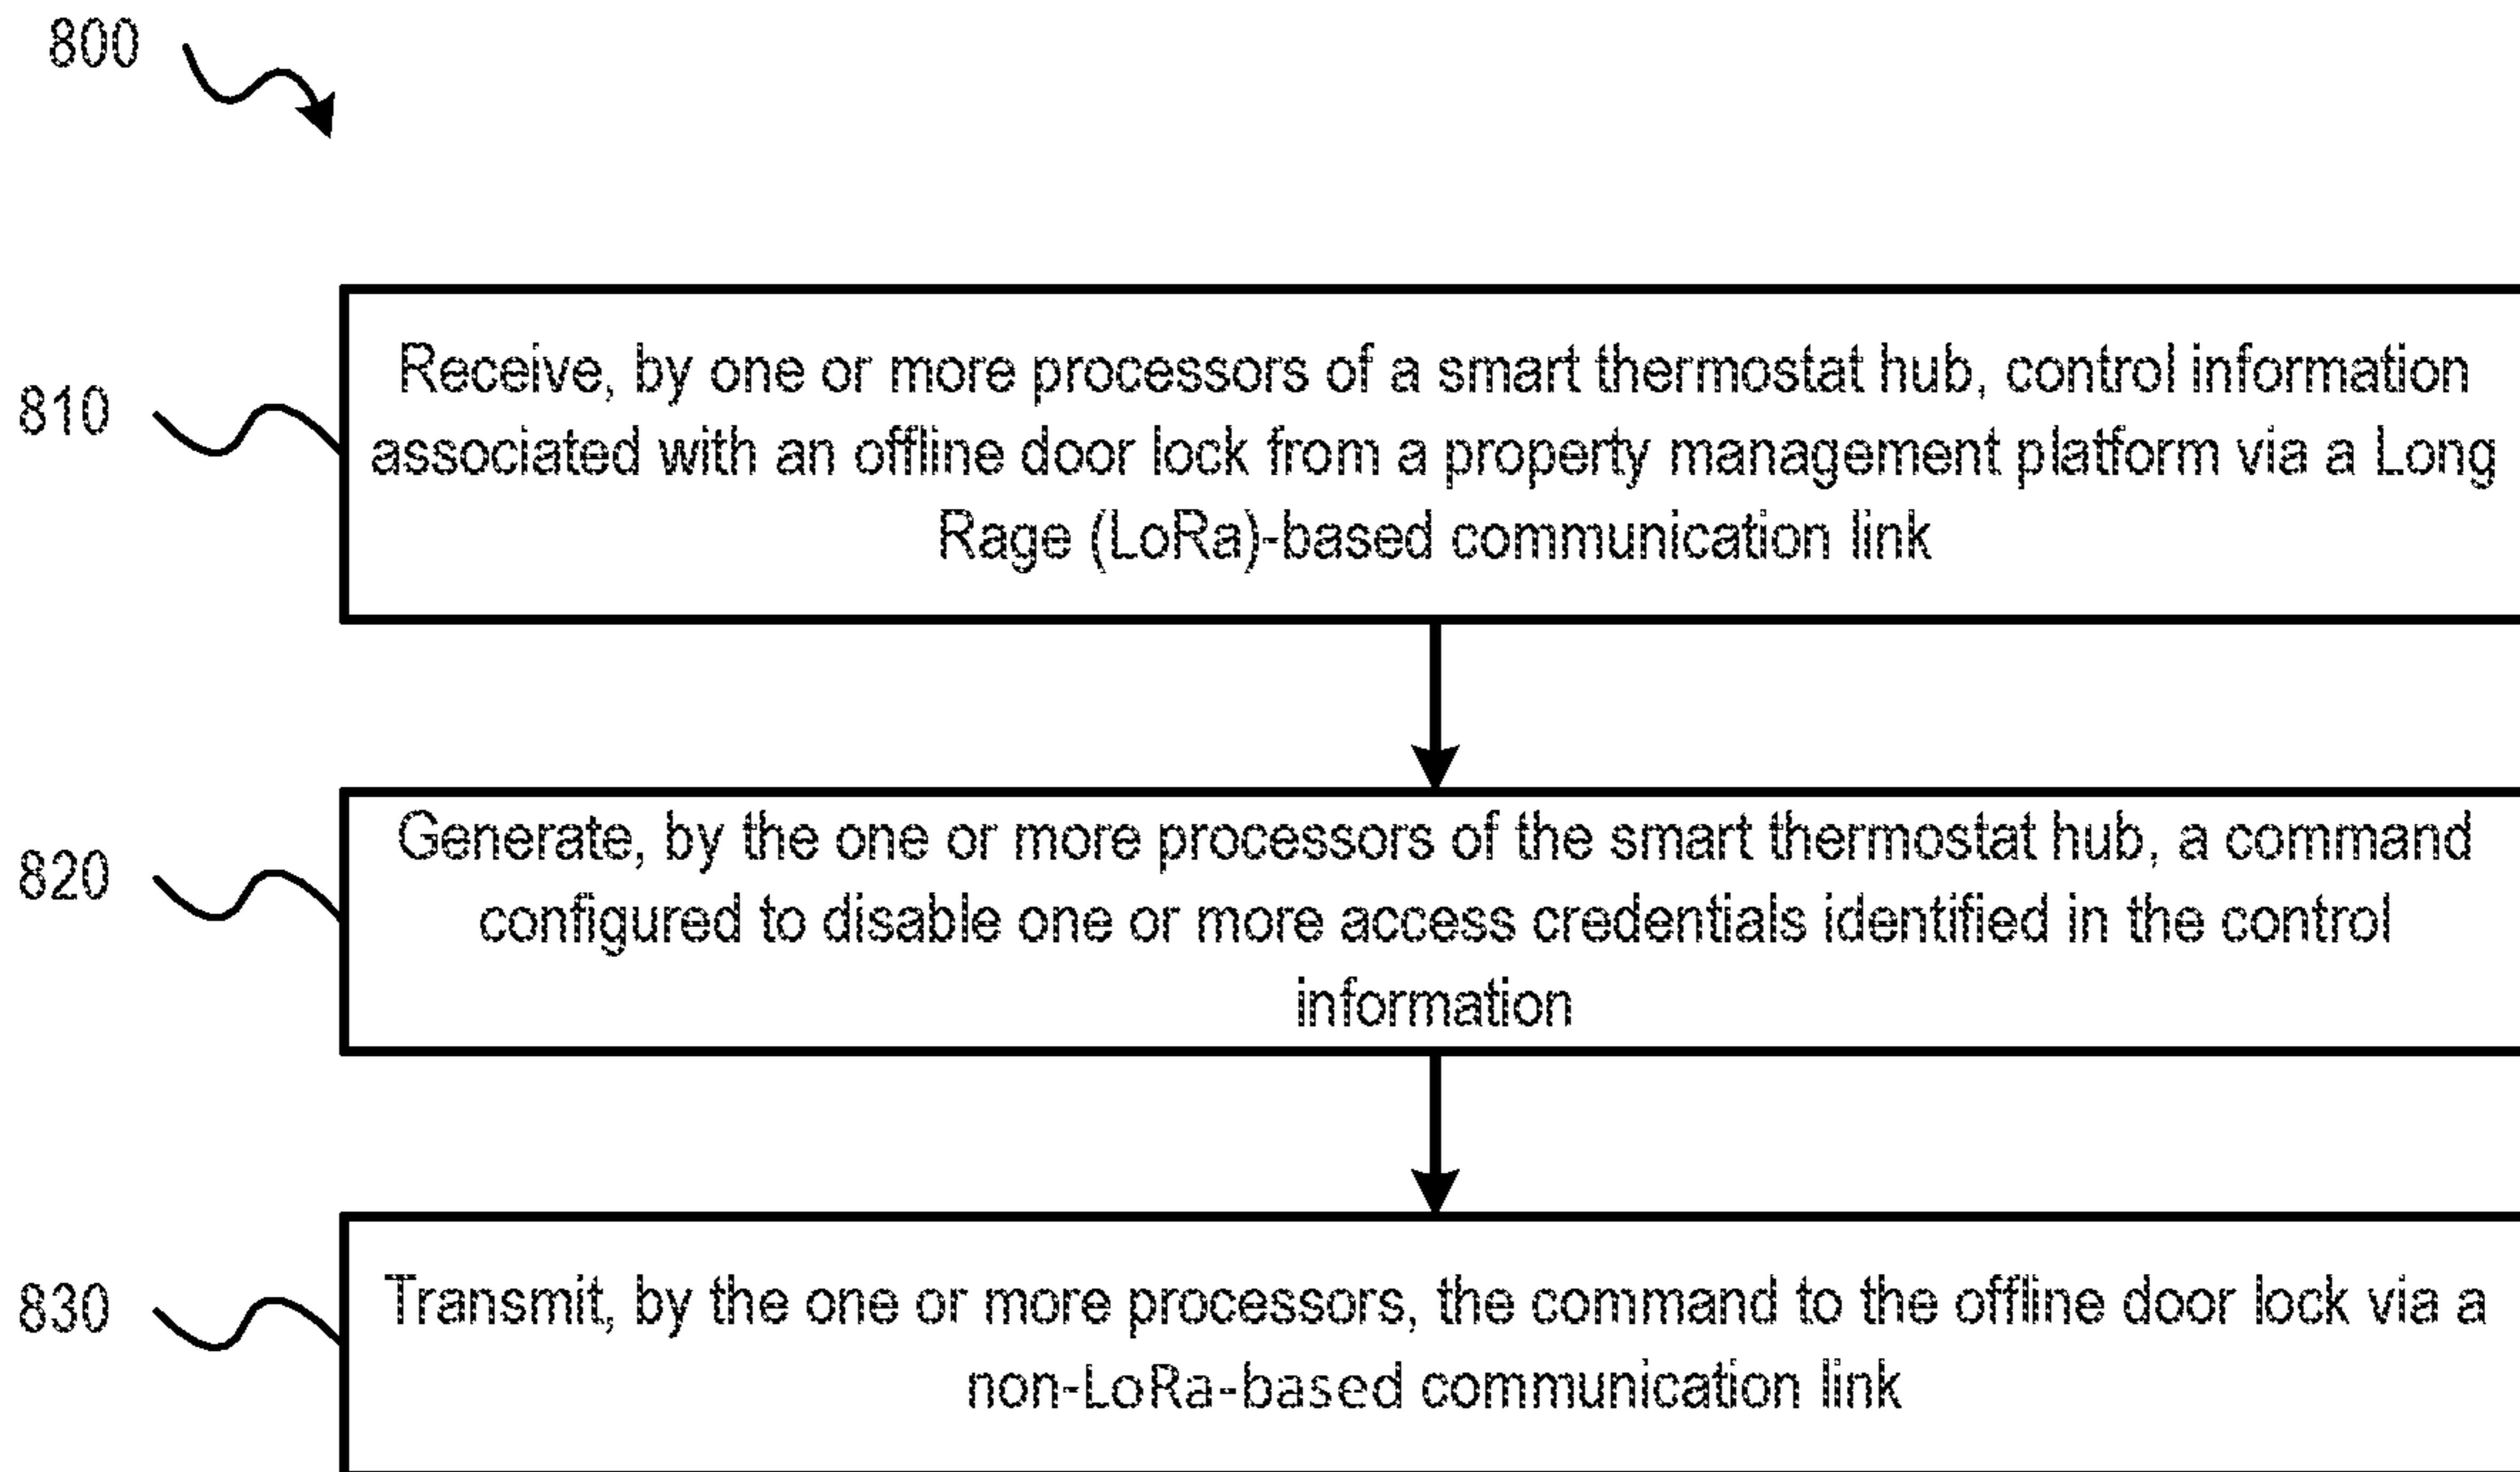 800
810
Receive, by one or more processors of a smart thermostat hub, control information
associated with an offline door lock from a property management platform via a Long
Rage (LoRa)-based communication link
820
Generate, by the one or more processors of the smart thermostat hub, a command
configured to disable one or more access credentials identified in the control
information
830
Transmit, by the one or more processors, the command to the offline door lock via a
non-LoRa-based communication link